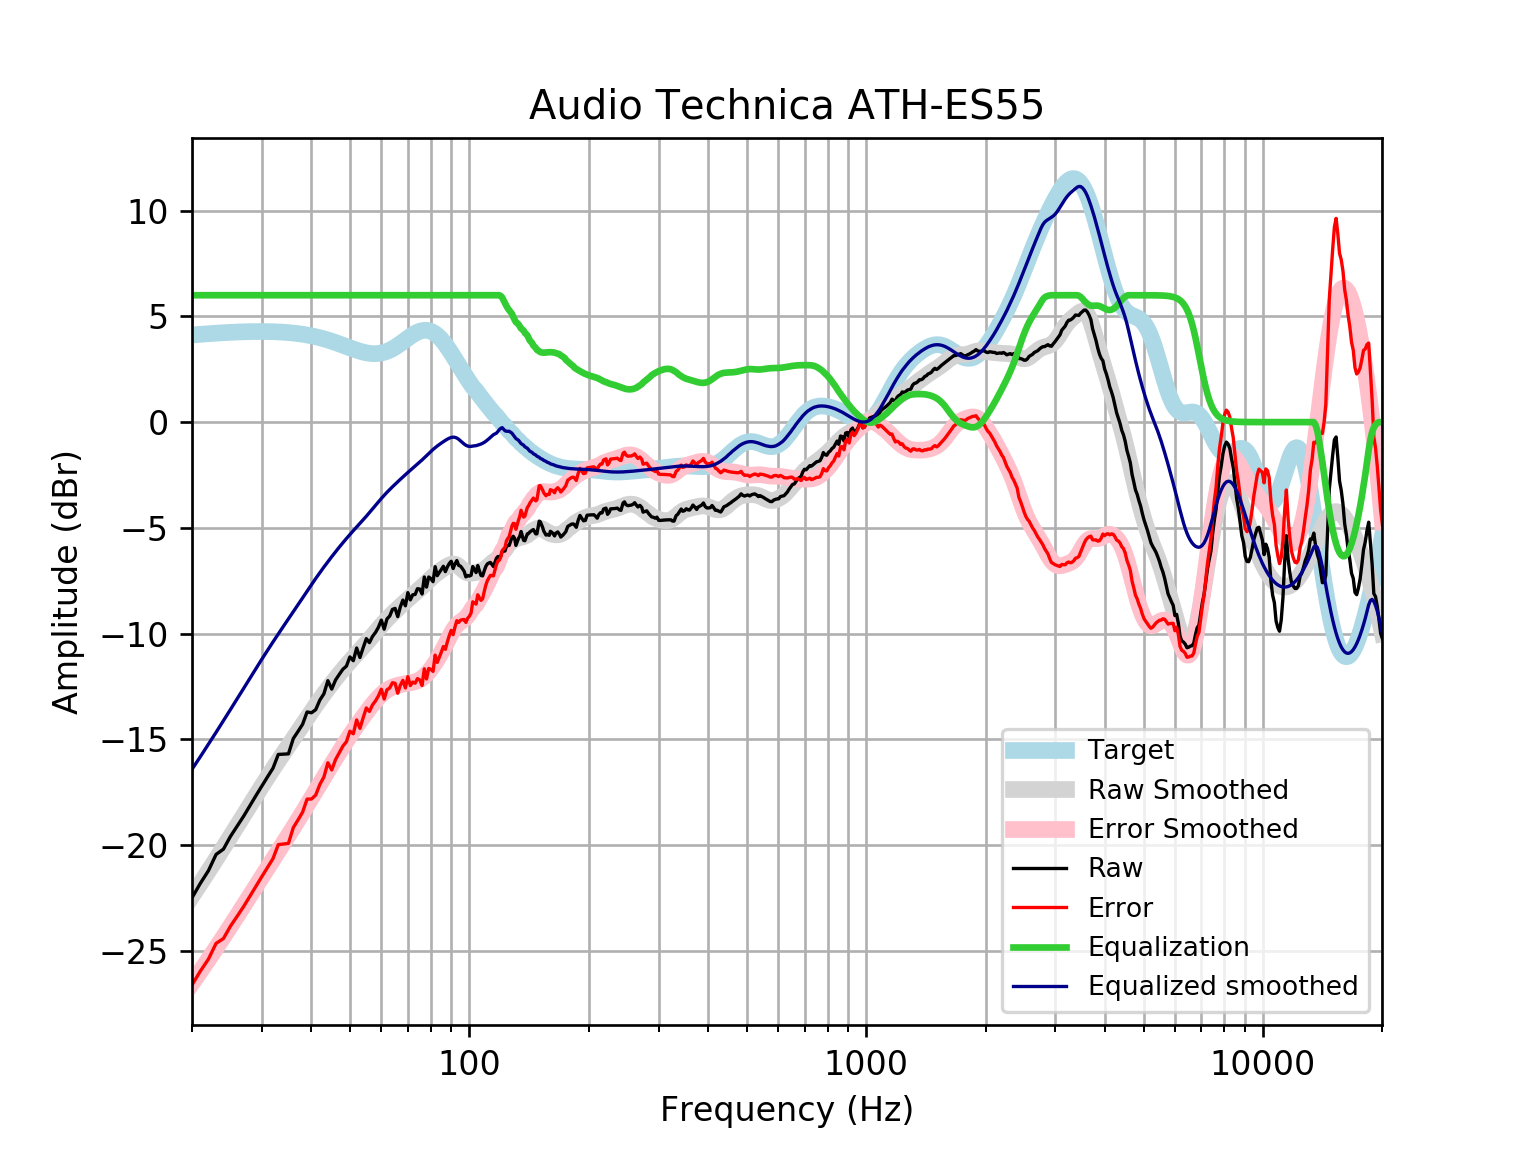 Audio Technica ATH-ES55
Amplitude (dBr)
10
5
0
−5
−10
−15
−20
−25
100
1000
10000
Frequency (Hz)
Target
Raw Smoothed
Error Smoothed
Raw
Error
Equalization
Equalized smoothed